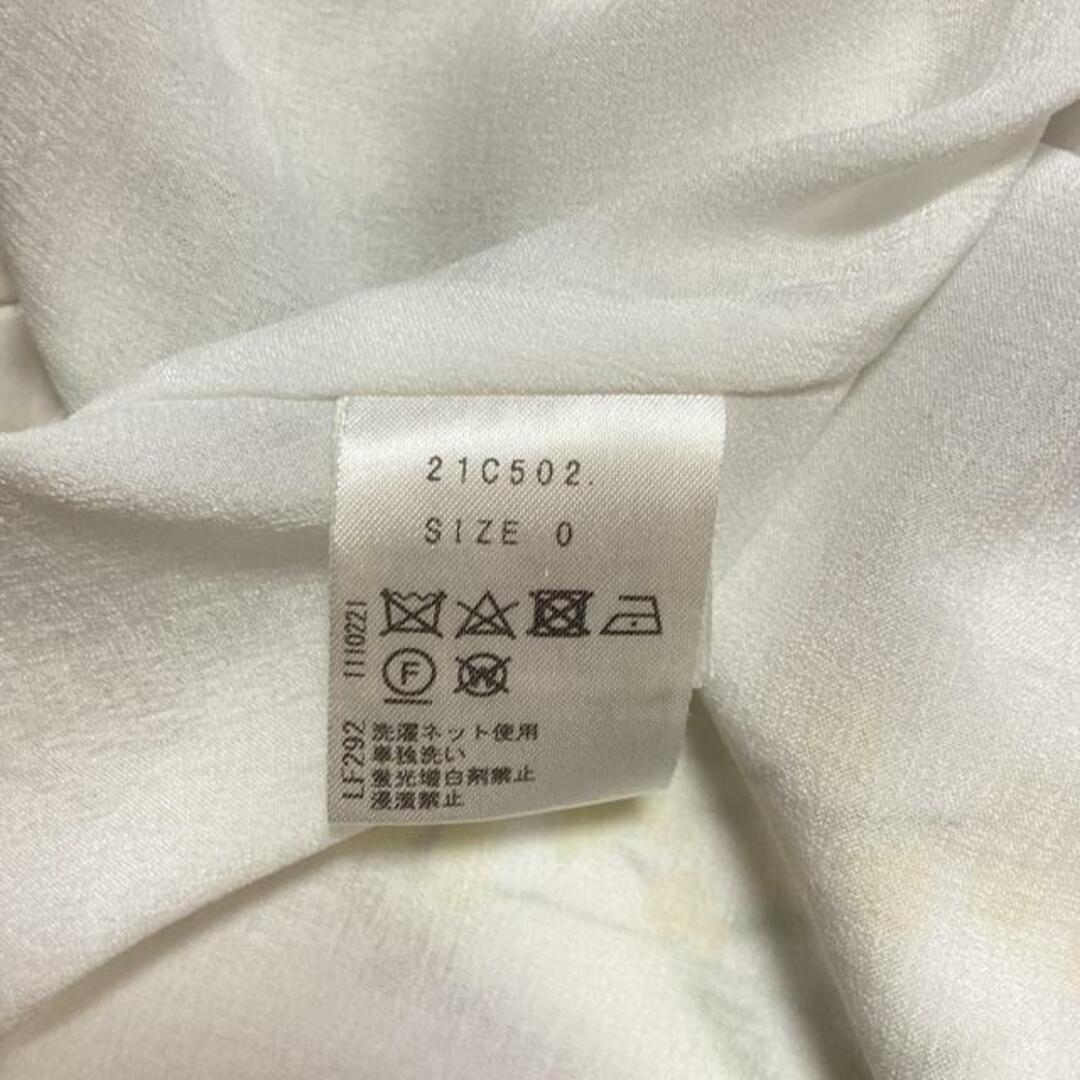 21C502.
SIZE 0
F
W
洗濯ネット使用
単独洗い
蛍光増白剤禁止
浸漬禁止
LF292 1110221